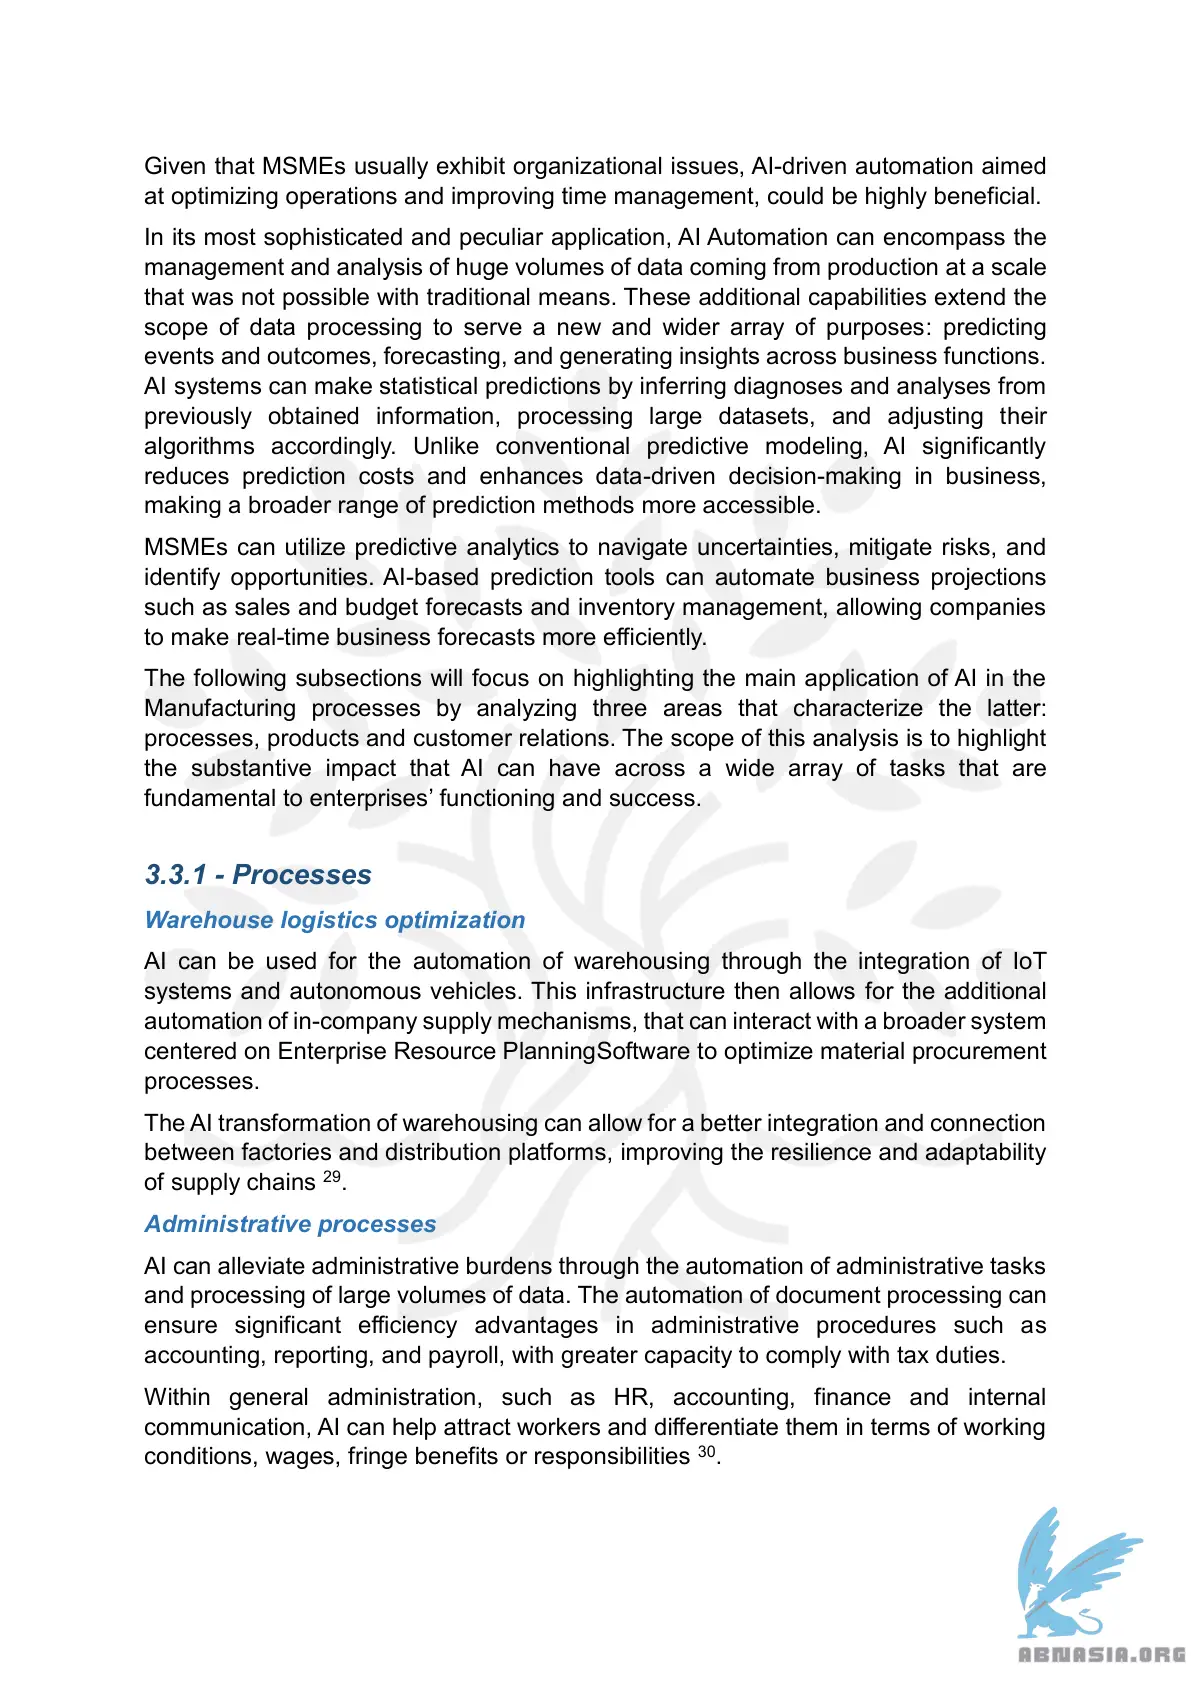 Given that MSMEs usually exhibit organizational issues, AI-driven automation aimed
at optimizing operations and improving time management, could be highly beneficial.
In its most sophisticated and peculiar application, AI Automation can encompass the
management and analysis of huge volumes of data coming from production at a scale
that was not possible with traditional means. These additional capabilities extend the
scope of data processing to serve a new and wider array of purposes: predicting
events and outcomes, forecasting, and generating insights across business functions.
AI systems can make statistical predictions by inferring diagnoses and analyses from
previously obtained information, processing large datasets, and adjusting their
algorithms accordingly. Unlike conventional predictive modeling, AI significantly
reduces prediction costs and enhances data-driven decision-making in business,
making a broader range of prediction methods more accessible.
MSMEs can utilize predictive analytics to navigate uncertainties, mitigate risks, and
identify opportunities. AI-based prediction tools can automate business projections
such as sales and budget forecasts and inventory management, allowing companies
to make real-time business forecasts more efficiently.
The following subsections will focus on highlighting the main application of AI in the
Manufacturing processes by analyzing three areas that characterize the latter:
processes, products and customer relations. The scope of this analysis is to highlight
the substantive impact that AI can have across a wide array of tasks that are
fundamental to enterprises’ functioning and success.
3.3.1 - Processes
Warehouse logistics optimization
AI can be used for the automation of warehousing through the integration of IoT
systems and autonomous vehicles. This infrastructure then allows for the additional
automation of in-company supply mechanisms, that can interact with a broader system
centered on Enterprise Resource PlanningSoftware to optimize material procurement
processes.
The AI transformation of warehousing can allow for a better integration and connection
between factories and distribution platforms, improving the resilience and adaptability
of supply chains 29.
Administrative processes
AI can alleviate administrative burdens through the automation of administrative tasks
and processing of large volumes of data. The automation of document processing can
ensure significant efficiency advantages in administrative procedures such as
accounting, reporting, and payroll, with greater capacity to comply with tax duties.
Within general administration, such as HR, accounting, finance and internal
communication, AI can help attract workers and differentiate them in terms of working
conditions, wages, fringe benefits or responsibilities 30.
ABNASIA.ORG